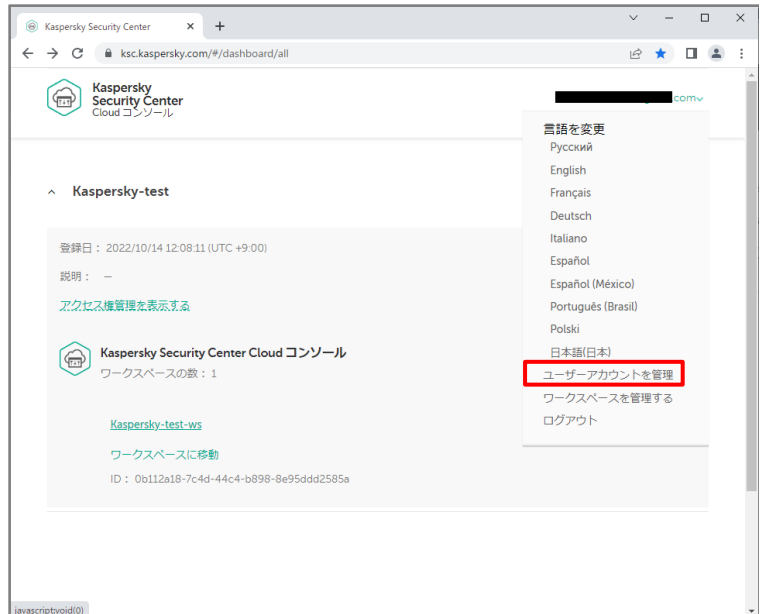 Kaspersky Security Center
ksc.kaspersky.com/#/dashboard/all
Kaspersky
Security Center
Cloud コンソール
com
言語を変更
Русский
English
Français
Deutsch
Italiano
Español
Español (México)
Português (Brasil)
Polski
日本語(日本)
ユーザーアカウントを管理
ワークスペースを管理する
ログアウト
Kaspersky-test
登録日： 2022/10/14 12:08:11 (UTC +9:00)
説明： —
アクセス権管理を表示する
Kaspersky Security Center Cloud コンソール
ワークスペースの数： 1
Kaspersky-test-ws
ワークスペースに移動
ID： 0b112a18-7c4d-44c4-b898-8e95ddd2585a
javascript:void(0)